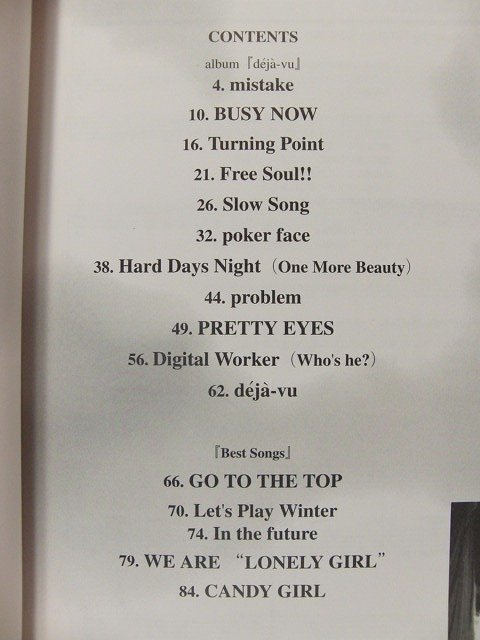 CONTENTS
album『déjà-vu』
4. mistake
10. BUSY NOW
16. Turning Point
21. Free Soul!!
26. Slow Song
32. poker face
38. Hard Days Night（One More Beauty）
44. problem
49. PRETTY EYES
56. Digital Worker（Who's he?）
62. déjà-vu
『Best Songs』
66. GO TO THE TOP
70. Let's Play Winter
74. In the future
79. WE ARE “LONELY GIRL”
84. CANDY GIRL